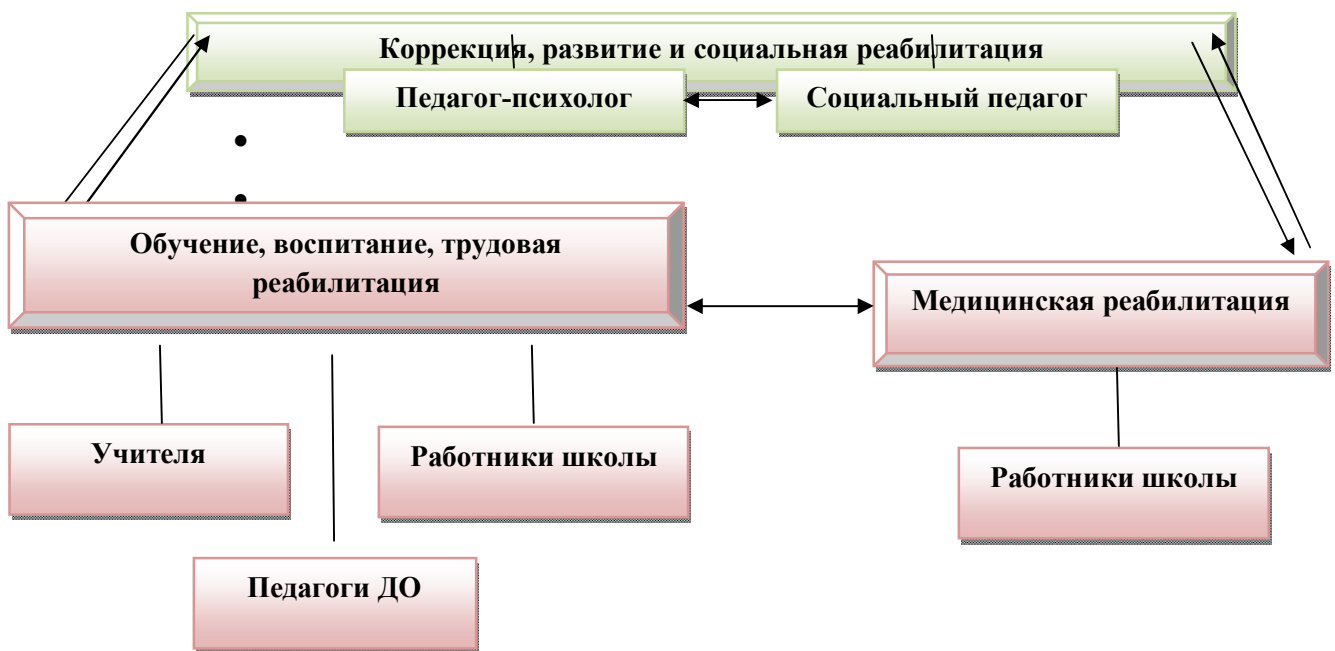 Коррекция, развитие и социальная реабилитация
Педагог-психолог
Социальный педагог
•
•
Обучение, воспитание, трудовая
реабилитация
Медицинская реабилитация
Учителя
Работники школы
Работники школы
Педагоги ДО